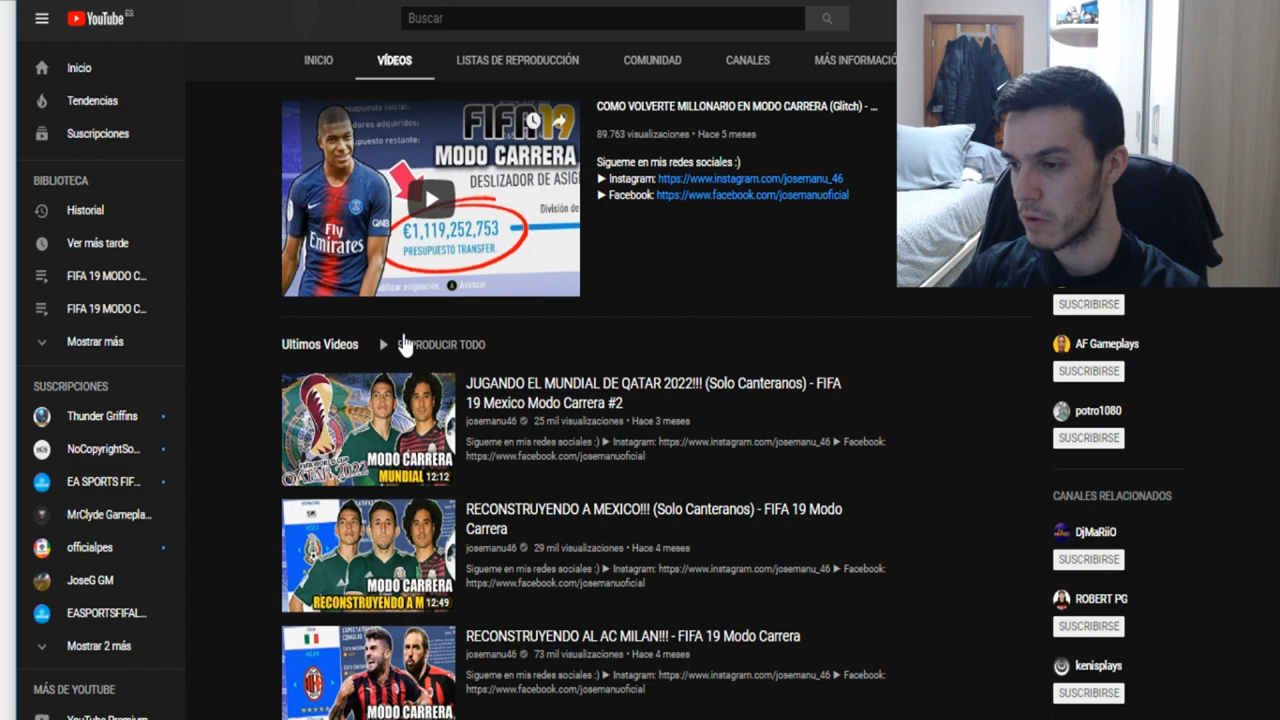 YouTube ES
Buscar
Inicio
Tendencias
Suscripciones
BIBLIOTECA
Historial
Ver más tarde
FIFA 19 MODO C...
FIFA 19 MODO C...
Mostrar más
SUSCRIPCIONES
Thunder Griffins
NoCopyrightSo...
EA SPORTS FIF...
MrClyde Gamepla...
officialpes
JoseG GM
EASPORTSFIFAL...
Mostrar 2 más
MÁS DE YOUTUBE
YouTube Premium
INICIO
VÍDEOS
LISTAS DE REPRODUCCIÓN
COMUNIDAD
CANALES
MÁS INFORMACIÓ
FIFA 19
MODO CARRERA
DESLIZADOR DE ASIG
División de
€1,119,252,753
PRESUPUESTO TRANSFER.
Fly
Emirates
QNB
Avanzar
COMO VOLVERTE MILLONARIO EN MODO CARRERA (Glitch) - ...
89.763 visualizaciones • Hace 5 meses
Sigueme en mis redes sociales :)
► Instagram: https://www.instagram.com/josemanu_46
► Facebook: https://www.facebook.com/josemanuoficial
Ultimos Videos
PRODUCIR TODO
QATAR 2022
MODO CARRERA
MUNDIAL
12:12
JUGANDO EL MUNDIAL DE QATAR 2022!!! (Solo Canteranos) - FIFA
19 Mexico Modo Carrera #2
josemanu46 25 mil visualizaciones • Hace 3 meses
Sigueme en mis redes sociales :) ► Instagram: https://www.instagram.com/josemanu_46 ► Facebook:
https://www.facebook.com/josemanuoficial
MODO CARRERA
RECONSTRUYENDO A M
12:49
RECONSTRUYENDO A MEXICO!!! (Solo Canteranos) - FIFA 19 Modo
Carrera
josemanu46 29 mil visualizaciones • Hace 4 meses
Sigueme en mis redes sociales :) ► Instagram: https://www.instagram.com/josemanu_46 ► Facebook:
https://www.facebook.com/josemanuoficial
MODO CARRERA
RECONSTRUYENDO AL AC MILAN!!! - FIFA 19 Modo Carrera
josemanu46 73 mil visualizaciones • Hace 4 meses
Sigueme en mis redes sociales :) ► Instagram: https://www.instagram.com/josemanu_46 ► Facebook:
https://www.facebook.com/josemanuoficial
SUSCRIBIRSE
AF Gameplays
SUSCRIBIRSE
potro1080
SUSCRIBIRSE
CANALES RELACIONADOS
DjMaRiiO
SUSCRIBIRSE
ROBERT PG
SUSCRIBIRSE
kenisplays
SUSCRIBIRSE